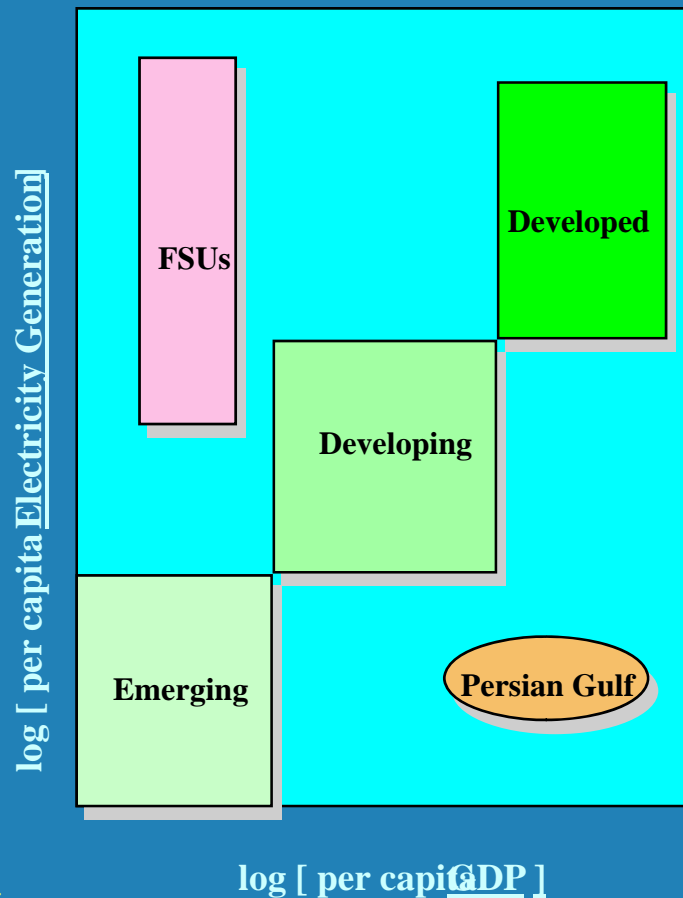 log [ per capita Electricity Generation]
FSUs
Developed
Developing
Emerging
Persian Gulf
log [ per capita GDP ]